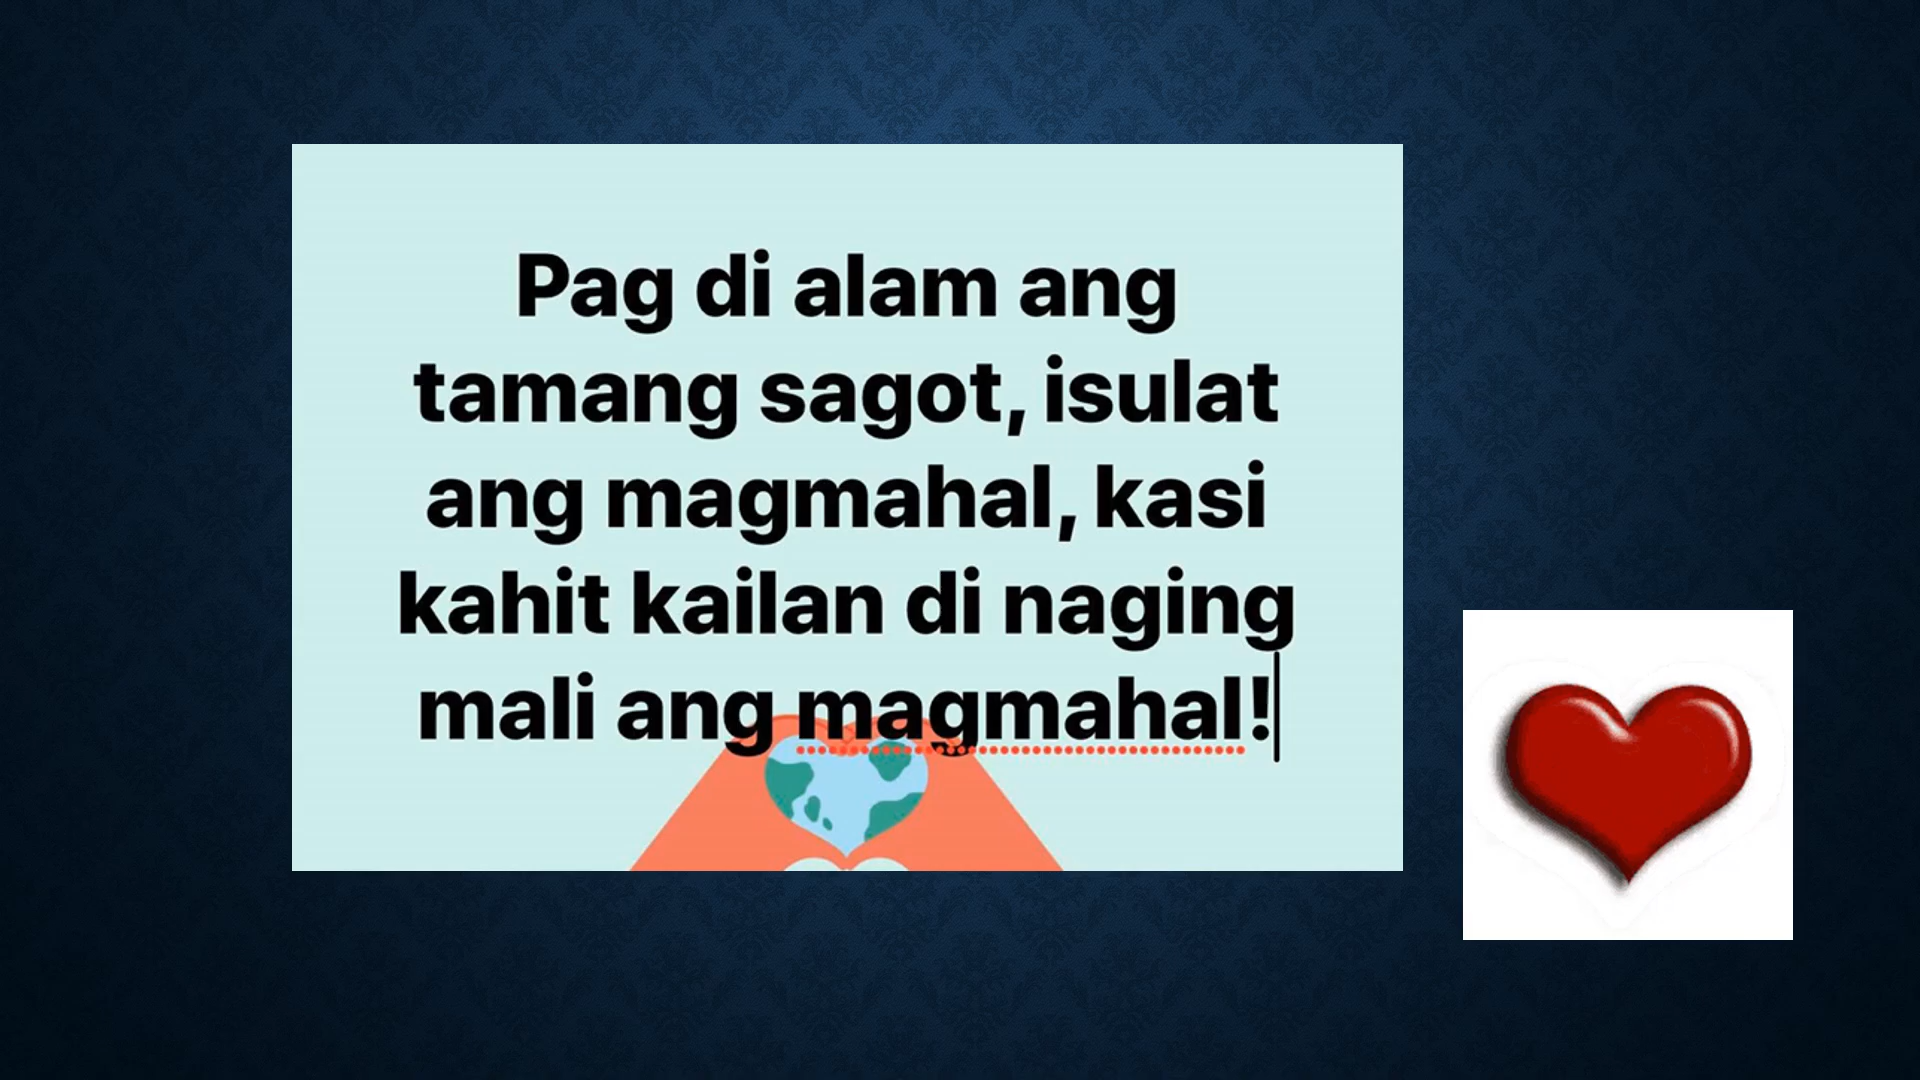 Pag di alam ang
tamang sagot, isulat
ang magmahal, kasi
kahit kailan di naging
mali ang magmahal!